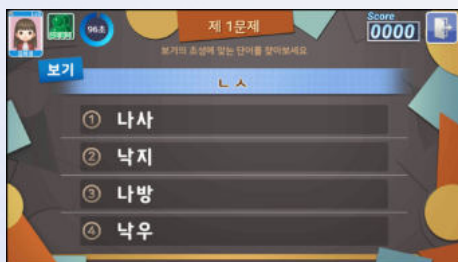 96초
제 1문제
Score
0000
보기의 초성에 맞는 단어를 찾아보세요
보기
ㄴ ㅅ
① 나사
② 낙지
③ 나방
④ 낙우